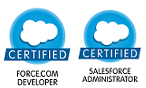 CERTIFIED
FORCE.COM
DEVELOPER
CERTIFIED
SALESFORCE
ADMINISTRATOR